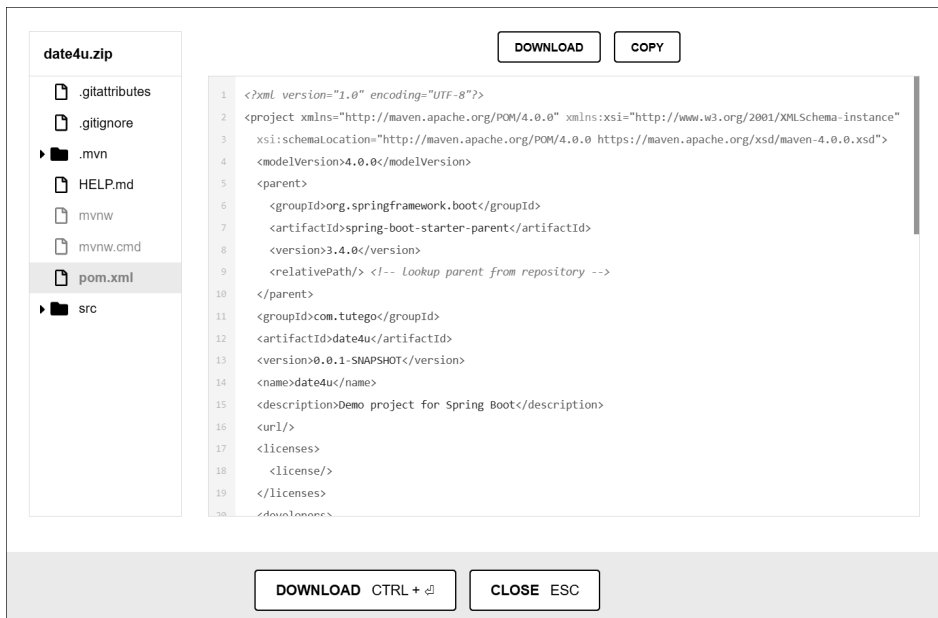 date4u.zip
.gitattributes
.gitignore
.mvn
HELP.md
mvnw
mvnw.cmd
pom.xml
src
DOWNLOAD COPY
1 <?xml version="1.0" encoding="UTF-8"?>
2 <project xmlns="http://maven.apache.org/POM/4.0.0" xmlns:xsi="http://www.w3.org/2001/XMLSchema-instance"
3 xsi:schemaLocation="http://maven.apache.org/POM/4.0.0 https://maven.apache.org/xsd/maven-4.0.0.xsd">
4 <modelVersion>4.0.0</modelVersion>
5 <parent>
6 <groupId>org.springframework.boot</groupId>
7 <artifactId>spring-boot-starter-parent</artifactId>
8 <version>3.4.0</version>
9 <relativePath/> <!-- lookup parent from repository -->
10 </parent>
11 <groupId>com.tutego</groupId>
12 <artifactId>date4u</artifactId>
13 <version>0.0.1-SNAPSHOT</version>
14 <name>date4u</name>
15 <description>Demo project for Spring Boot</description>
16 <url/>
17 <licenses>
18 <license/>
19 </licenses>
20 <developers>
DOWNLOAD CTRL + ⏎ CLOSE ESC